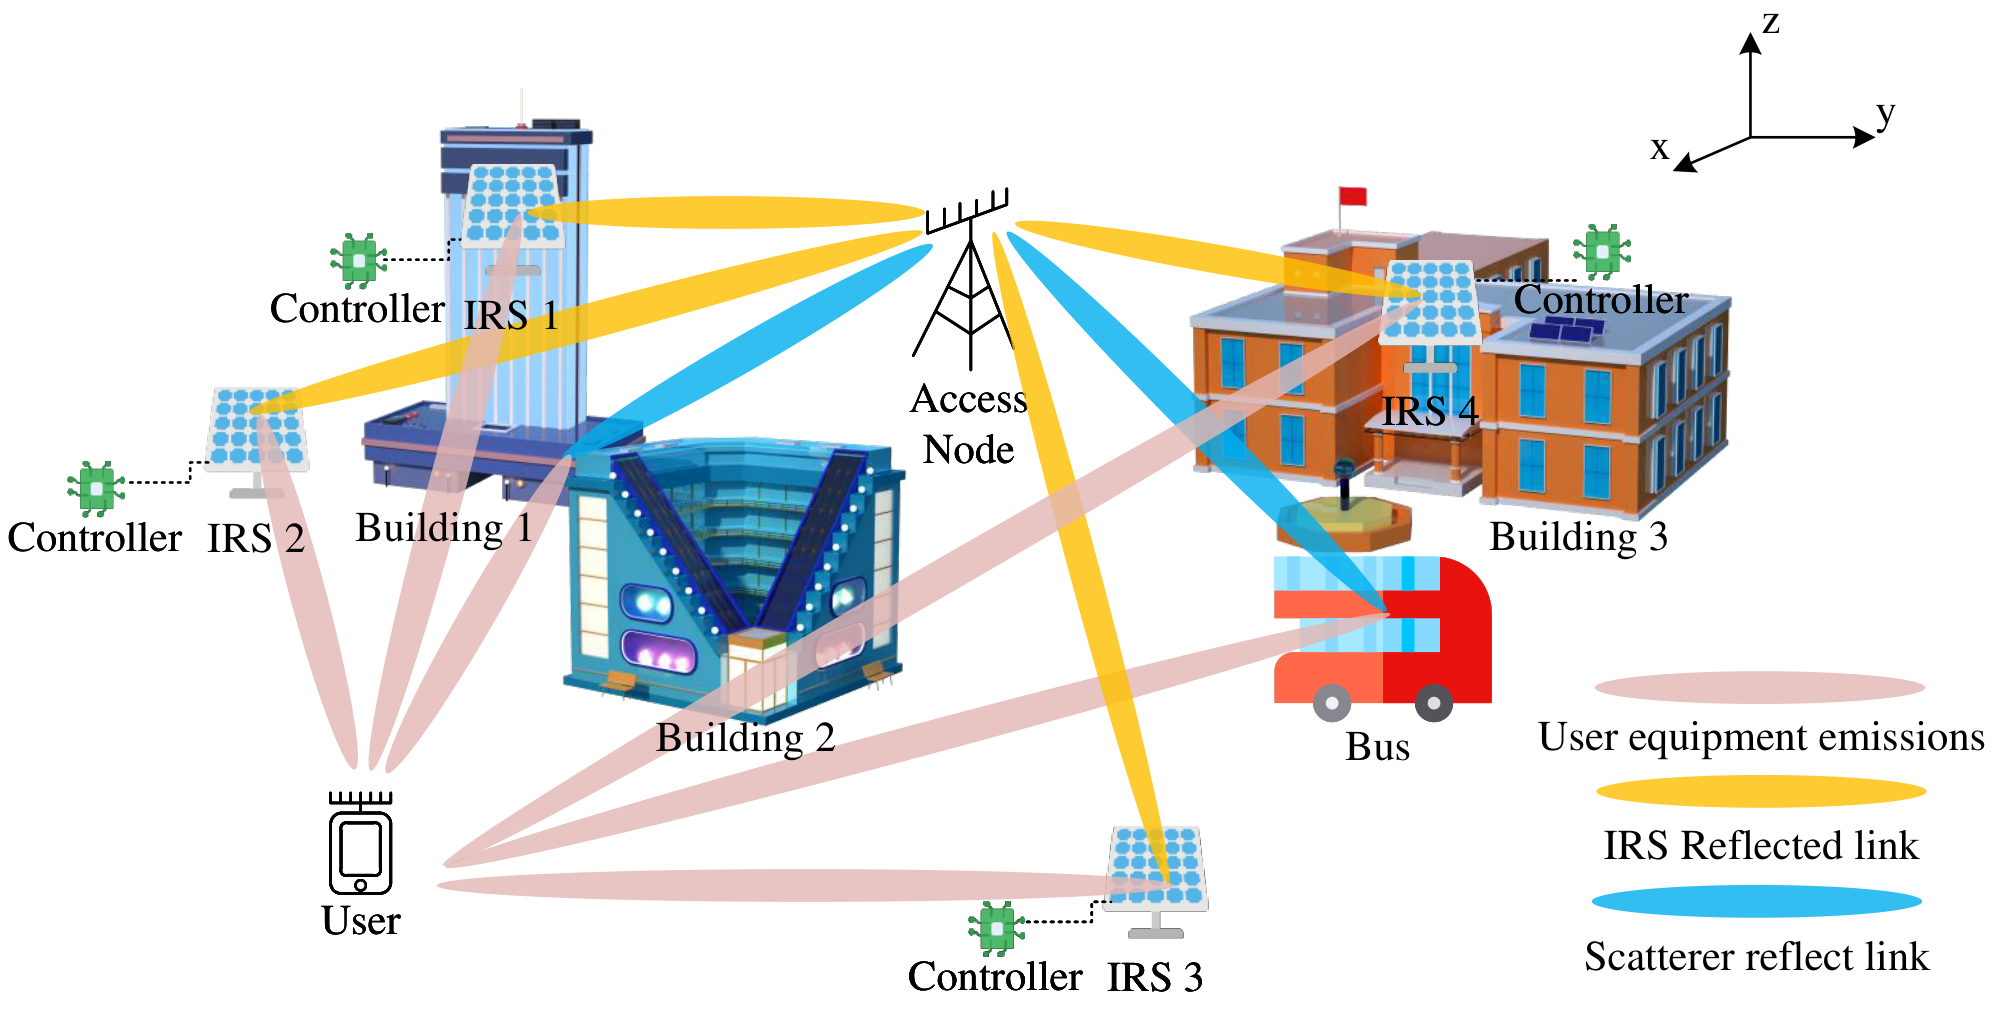 z
y
x
Controller
IRS 1
Controller
Access
Node
IRS 4
Controller
IRS 2
Building 1
Building 3
Building 2
Bus
User equipment emissions
IRS Reflected link
User
Controller
IRS 3
Scatterer reflect link